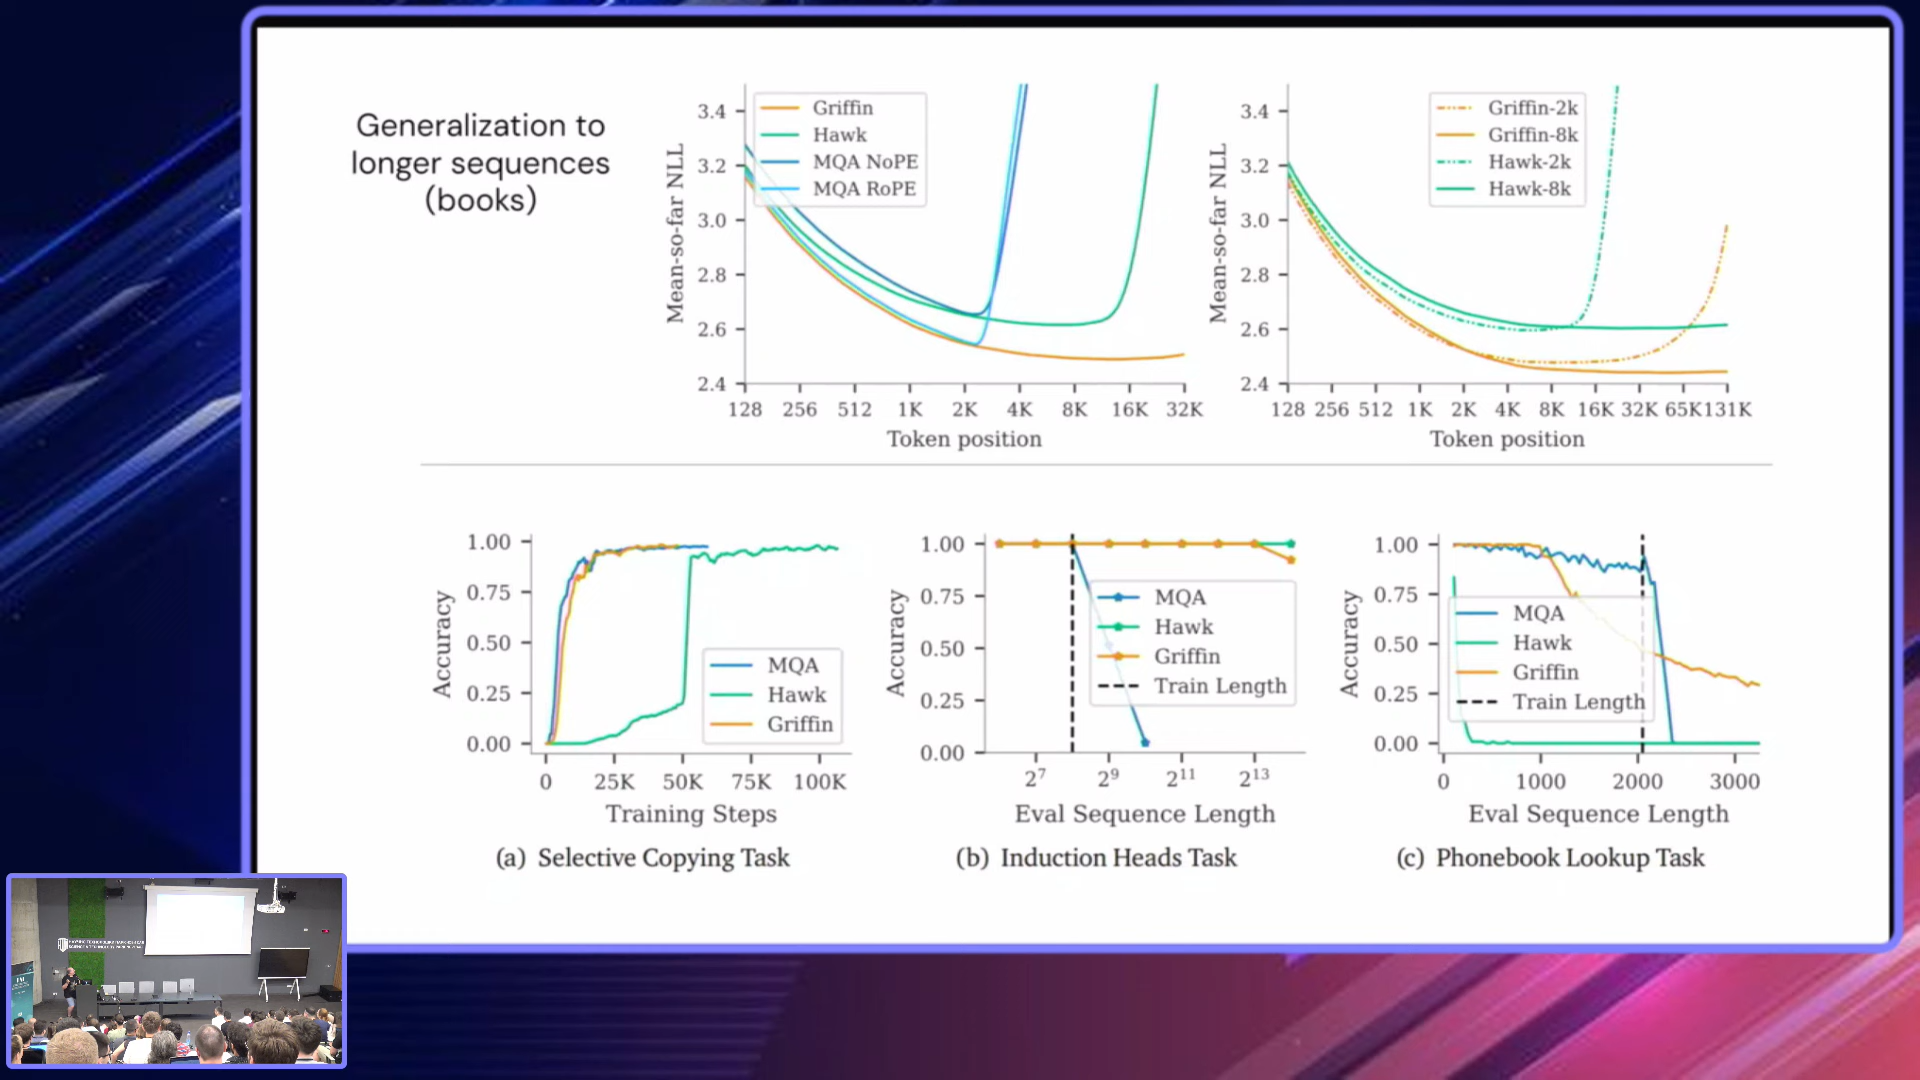 Generalization to
longer sequences
(books)
Mean-so-far NLL
3.4
3.2
3.0
2.8
2.6
2.4
Griffin
Hawk
MQA NoPE
MQA RoPE
128 256 512 1K 2K 4K 8K 16K 32K
Token position
Mean-so-far NLL
3.4
3.2
3.0
2.8
2.6
2.4
Griffin-2k
Griffin-8k
Hawk-2k
Hawk-8k
128 256 512 1K 2K 4K 8K 16K 32K 65K 131K
Token position
Accuracy
1.00
0.75
0.50
0.25
0.00
MQA
Hawk
Griffin
0 25K 50K 75K 100K
Training Steps
(a) Selective Copying Task
Accuracy
1.00
0.75
0.50
0.25
0.00
MQA
Hawk
Griffin
Train Length
2⁷ 2⁹ 2¹¹ 2¹³
Eval Sequence Length
(b) Induction Heads Task
Accuracy
1.00
0.75
0.50
0.25
0.00
MQA
Hawk
Griffin
Train Length
0 1000 2000 3000
Eval Sequence Length
(c) Phonebook Lookup Task